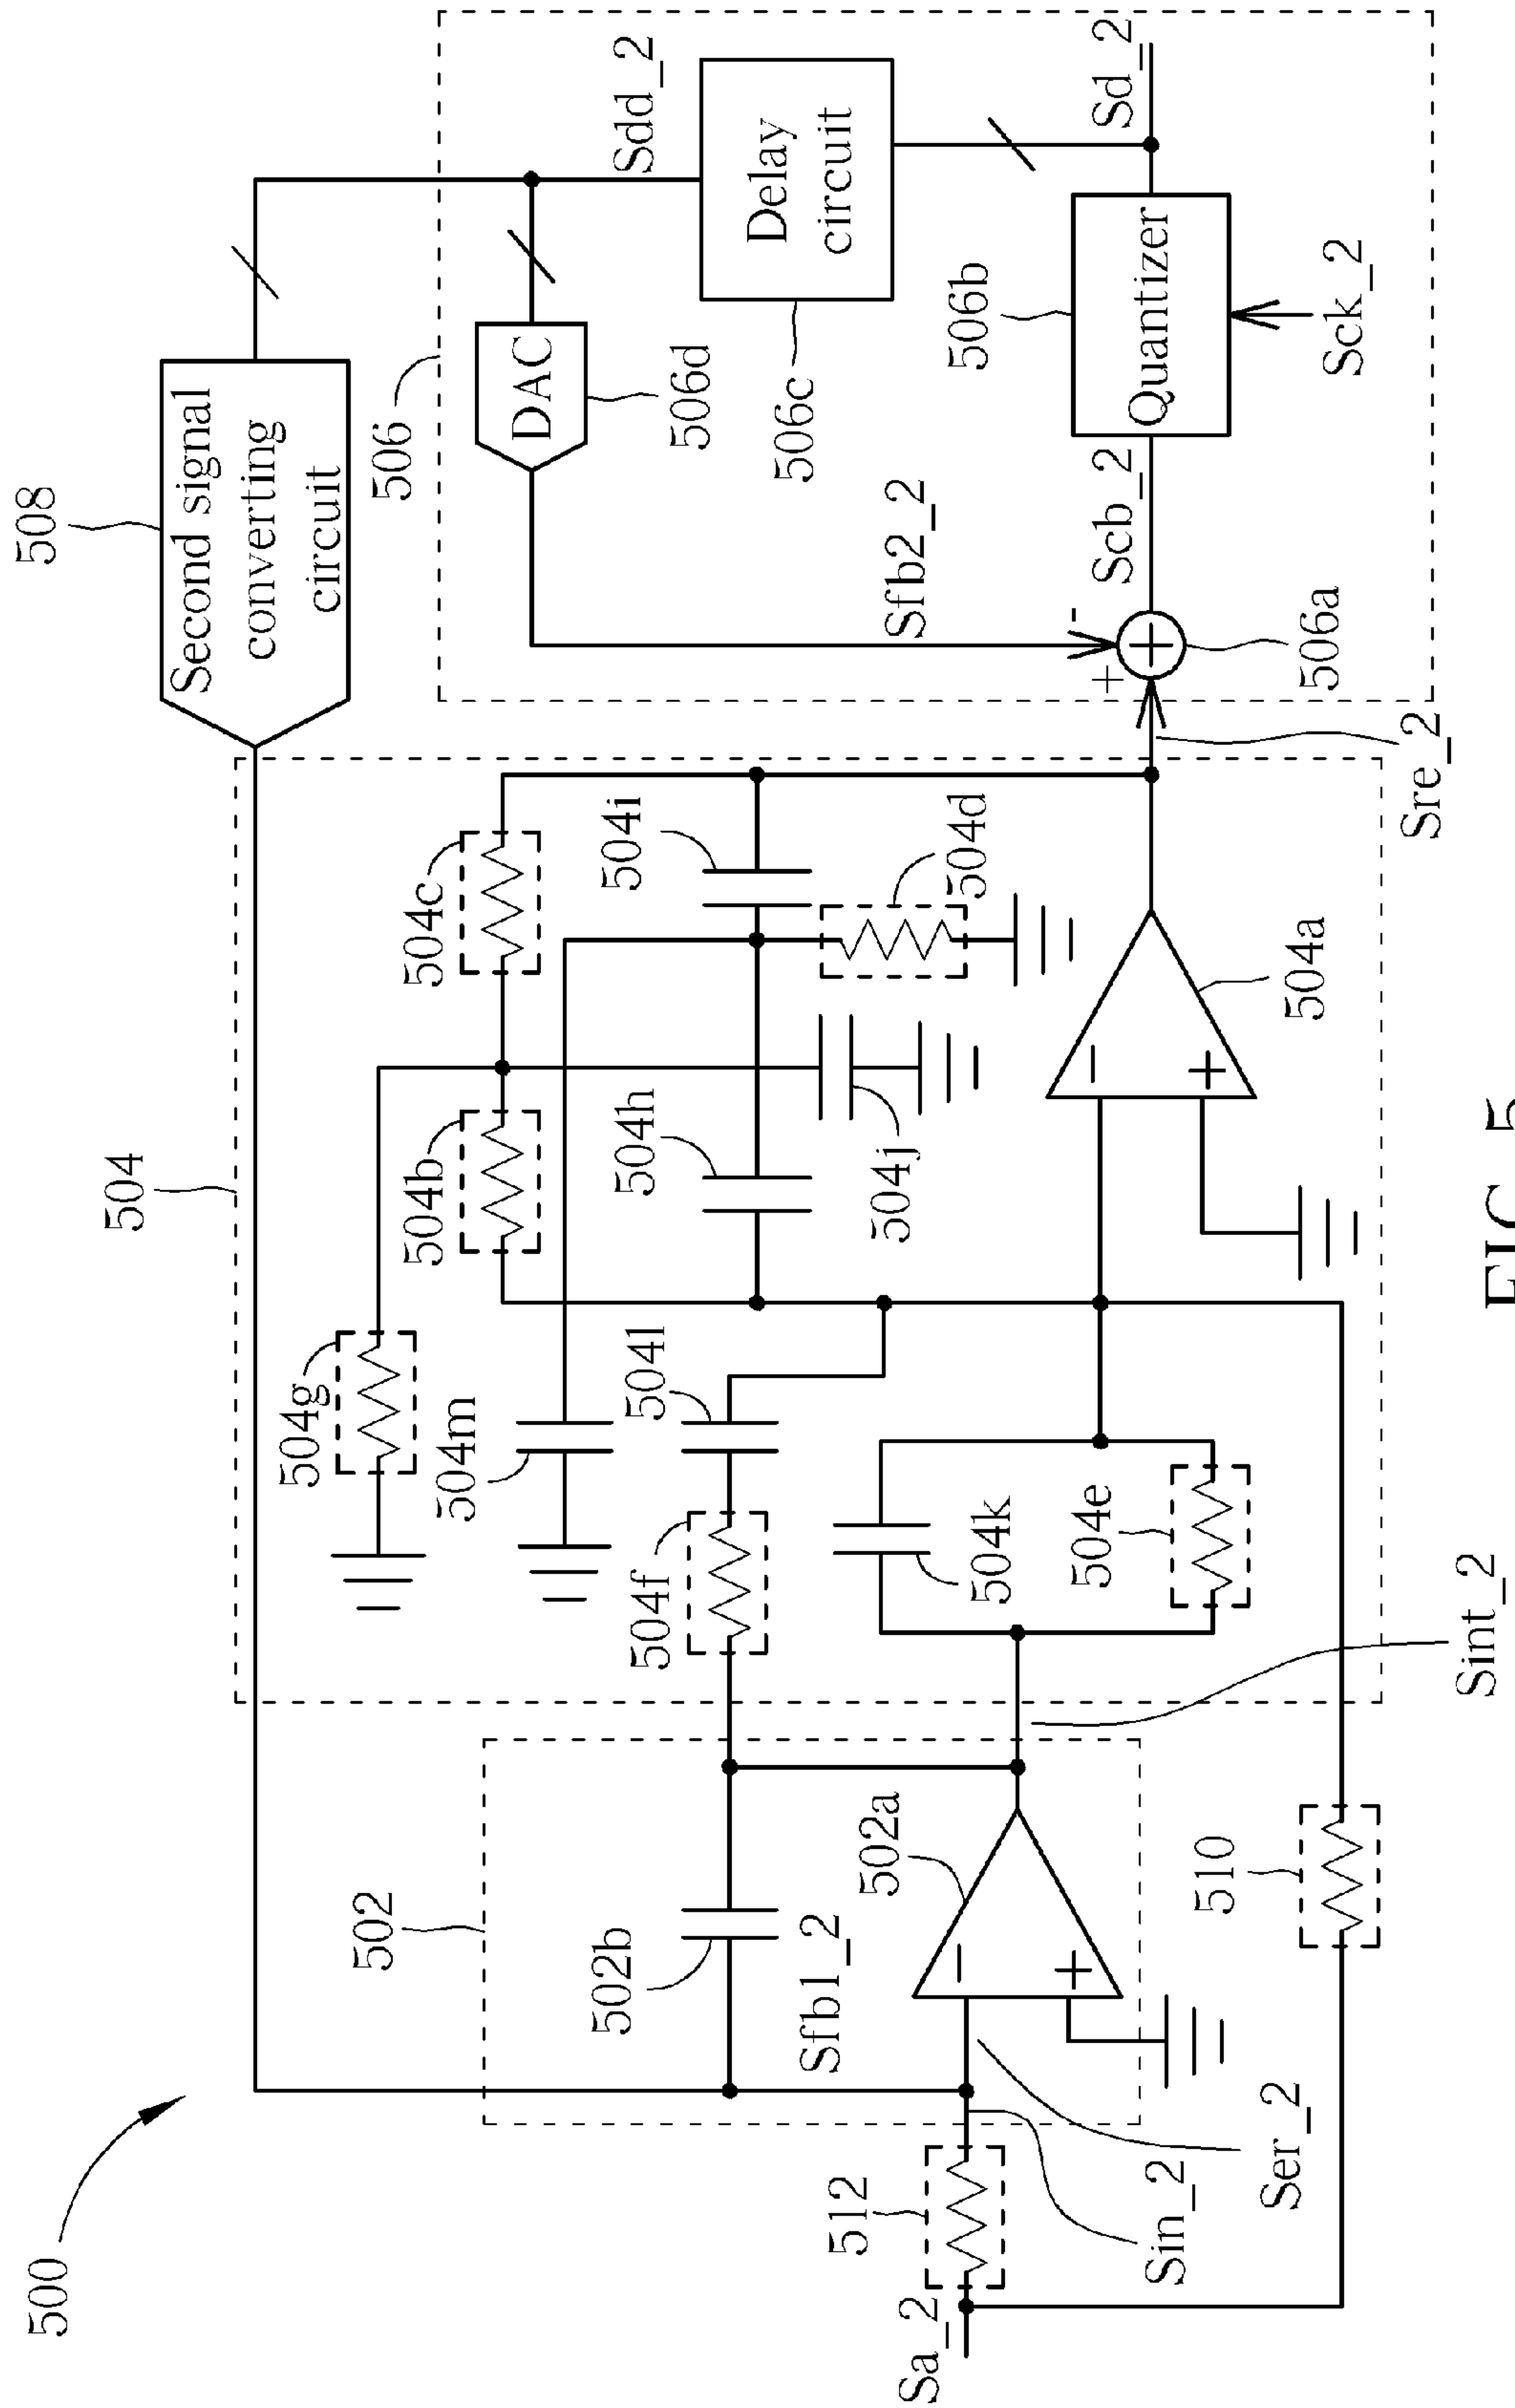 500
508
Second signal
converting
circuit
506
DAC
506d
Sdd_2
Delay
circuit
506c
Sfb2_2
506b
Quantizer
Sd_2
Sck_2
Scb_2
-
+
+
506a
Sre_2
504
504g
504m
504b
504c
504h
504i
504j
504d
504l
504f
504k
504e
504a
−
+
Sint_2
502
502b
Sfb1_2
502a
−
+
510
512
Sa_2
Sin_2
Ser_2